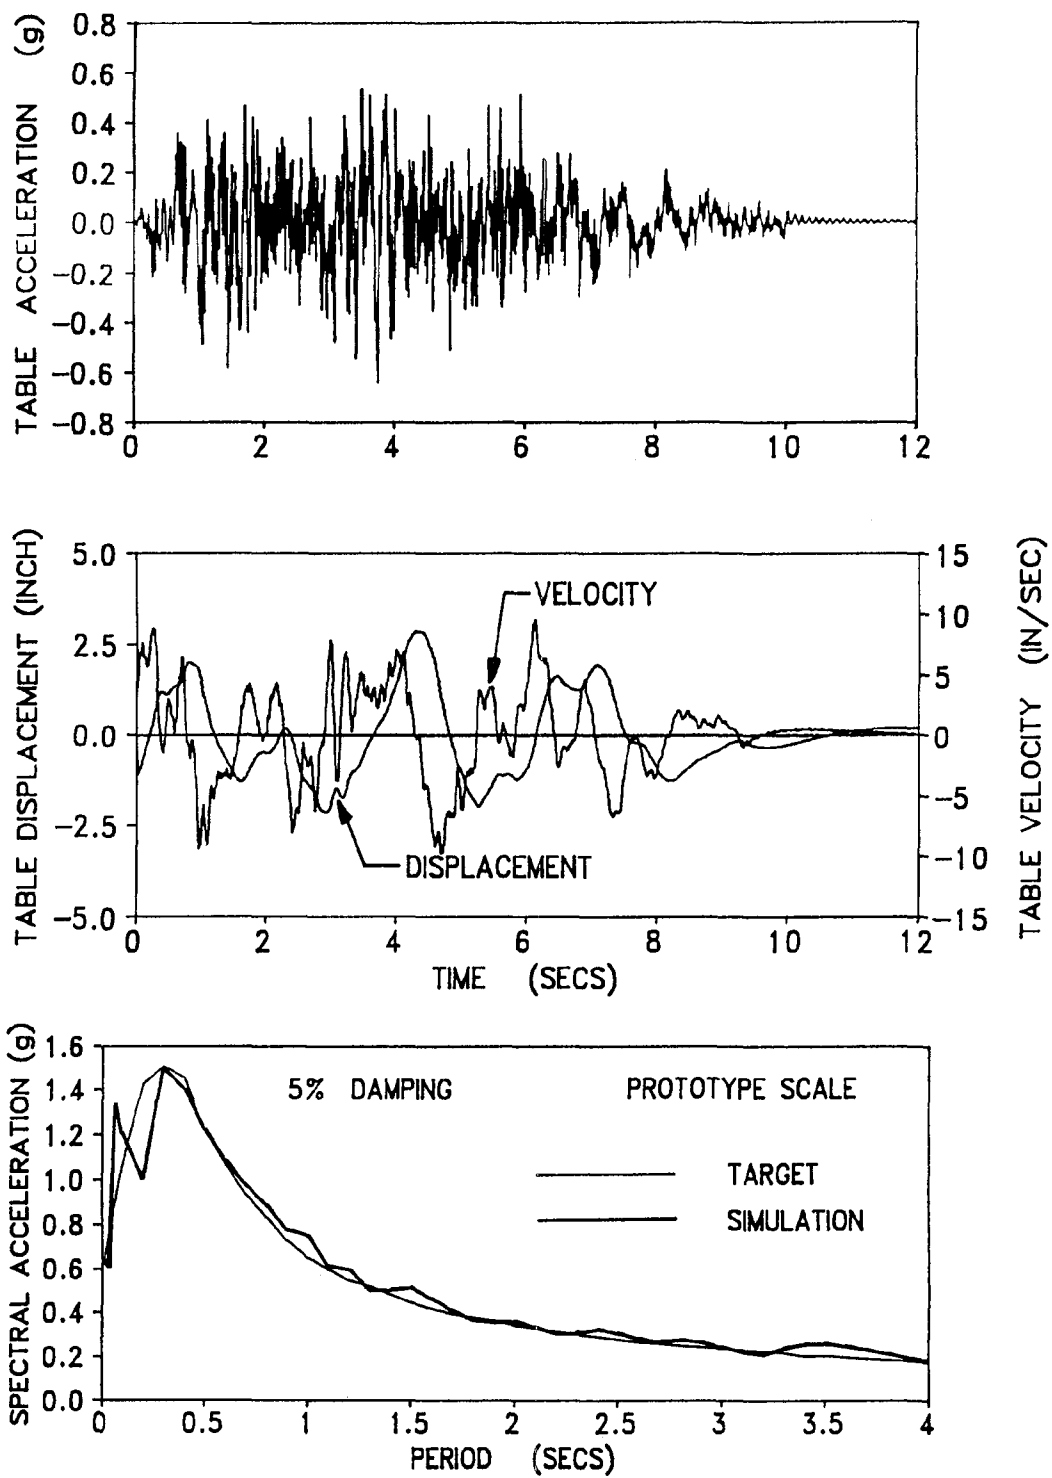 TABLE ACCELERATION (g)
0.8
0.6
0.4
0.2
0.0
−0.2
−0.4
−0.6
−0.8
0 2 4 6 8 10 12
TABLE DISPLACEMENT (INCH)
5.0
2.5
0.0
−2.5
−5.0
VELOCITY
DISPLACEMENT
15
10
5
0
−5
−10
−15
TABLE VELOCITY (IN/SEC)
0 2 4 6 8 10 12
TIME (SECS)
SPECTRAL ACCELERATION (g)
1.6
1.4
1.2
1.0
0.8
0.6
0.4
0.2
0.0
5% DAMPING PROTOTYPE SCALE
TARGET
SIMULATION
0 0.5 1 1.5 2 2.5 3 3.5 4
PERIOD (SECS)